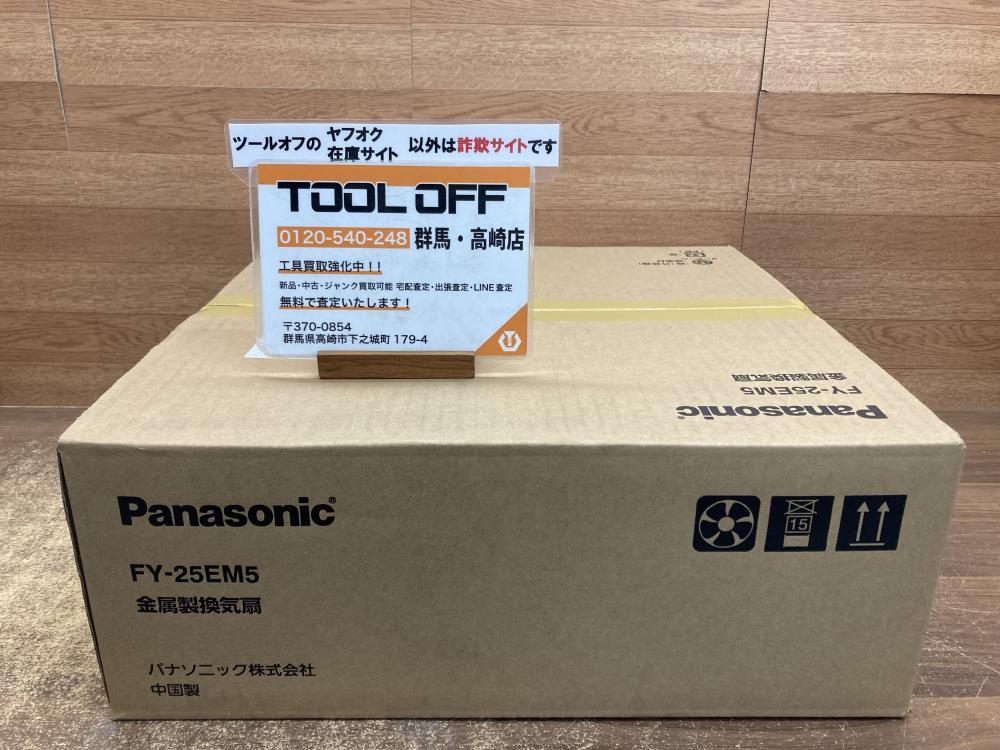 ツールオフの ヤフオク 在庫サイト 以外は詐欺サイトです
TOOL OFF
0120-540-248 群馬・高崎店
工具買取強化中!!
新品・中古・ジャンク買取可能 宅配査定・出張査定・LINE査定
無料で査定いたします!
〒370-0854
群馬県高崎市下之城町 179-4
Panasonic
FY-25EM5
金属製換気扇
Panasonic®
FY-25EM5
金属製換気扇
15
パナソニック株式会社
中国製